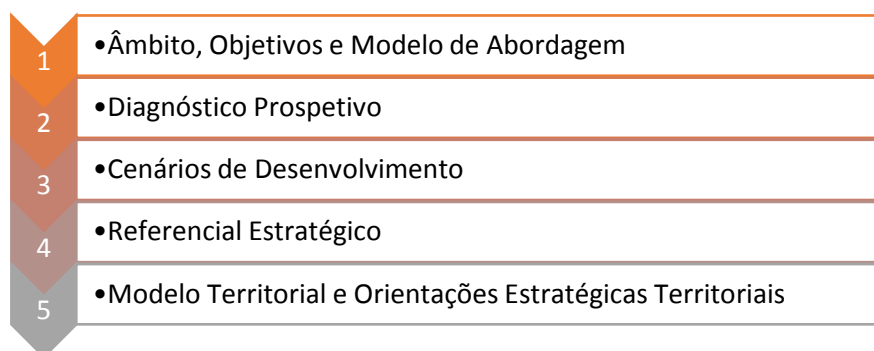 1 •Âmbito, Objetivos e Modelo de Abordagem
2 •Diagnóstico Prospetivo
3 •Cenários de Desenvolvimento
4 •Referencial Estratégico
5 •Modelo Territorial e Orientações Estratégicas Territoriais